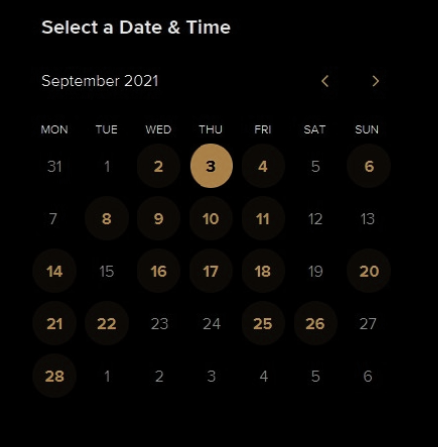 Select a Date & Time
September 2021
MON TUE WED THU FRI SAT SUN
31 1 2 3 4 5 6
7 8 9 10 11 12 13
14 15 16 17 18 19 20
21 22 23 24 25 26 27
28 1 2 3 4 5 6